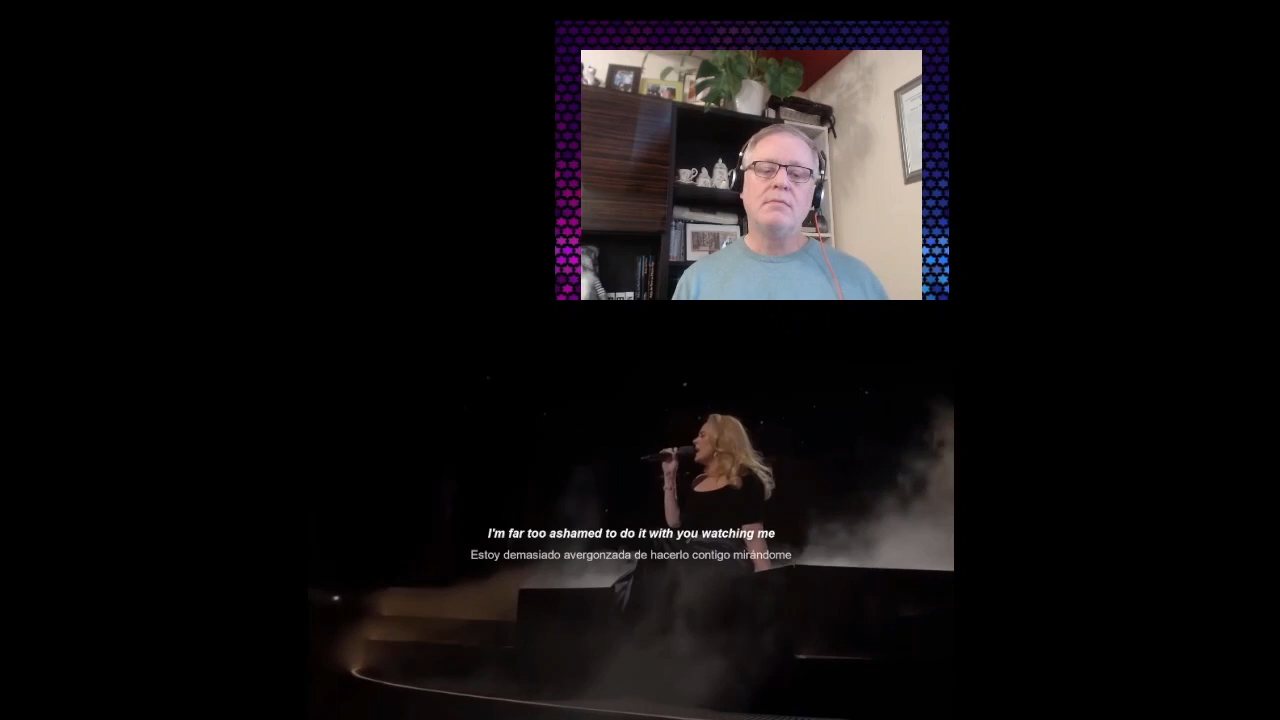 I'm far too ashamed to do it with you watching me
Estoy demasiado avergonzada de hacerlo contigo mirándome